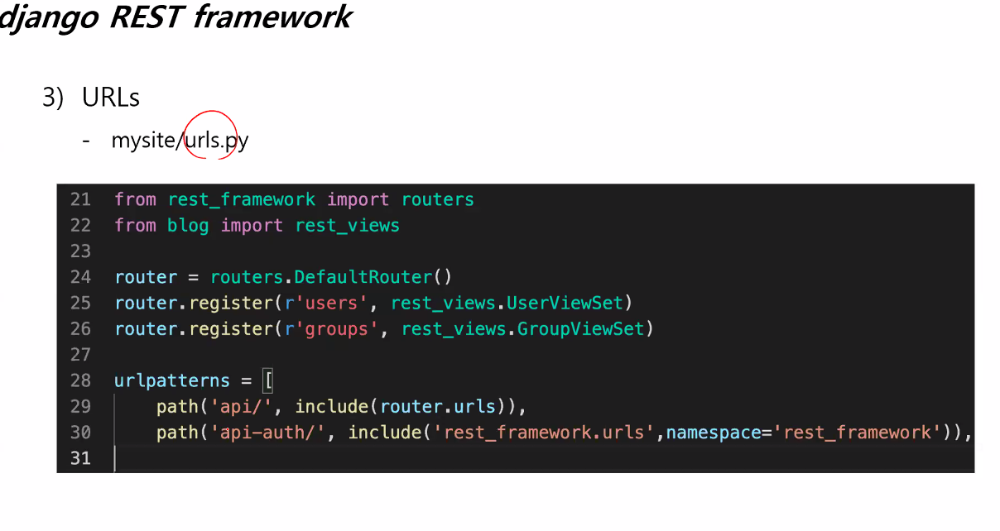 django REST framework
3) URLs
- mysite/urls.py
21 from rest_framework import routers
22 from blog import rest_views
23
24 router = routers.DefaultRouter()
25 router.register(r'users', rest_views.UserViewSet)
26 router.register(r'groups', rest_views.GroupViewSet)
27
28 urlpatterns = [
29     path('api/', include(router.urls)),
30     path('api-auth/', include('rest_framework.urls',namespace='rest_framework')),
31